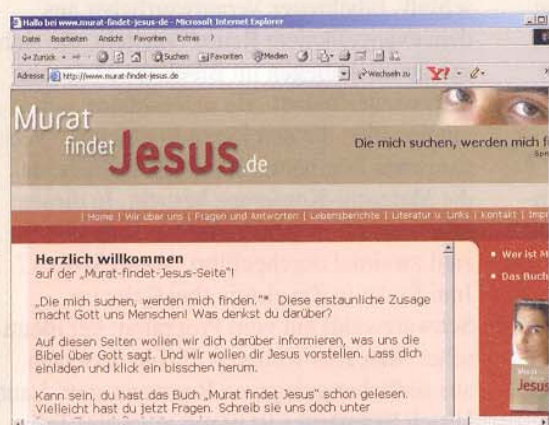 Hallo bei www.murat-findet-jesus-de - Microsoft Internet Explorer
Datei Bearbeiten Ansicht Favoriten Extras ?
Zurück Suchen Favoriten Medien
Adresse http://www.murat-findet-jesus.de Wechseln zu Y!
Murat
findet Jesus.de
Die mich suchen, werden mich f
| Home | Wir über uns | Fragen und Antworten | Lebensberichte | Literatur u. Links | Kontakt | Impr
Herzlich willkommen
auf der „Murat-findet-Jesus-Seite"!
„Die mich suchen, werden mich finden."* Diese erstaunliche Zusage
macht Gott uns Menschen! Was denkst du darüber?
Auf diesen Seiten wollen wir dich darüber informieren, was uns die
Bibel über Gott sagt. Und wir wollen dir Jesus vorstellen. Lass dich
einladen und klick ein bisschen herum.
Kann sein, du hast das Buch „Murat findet Jesus" schon gelesen.
Vielleicht hast du jetzt Fragen. Schreib sie uns doch unter
Wer ist M
Das Buch
Jesus